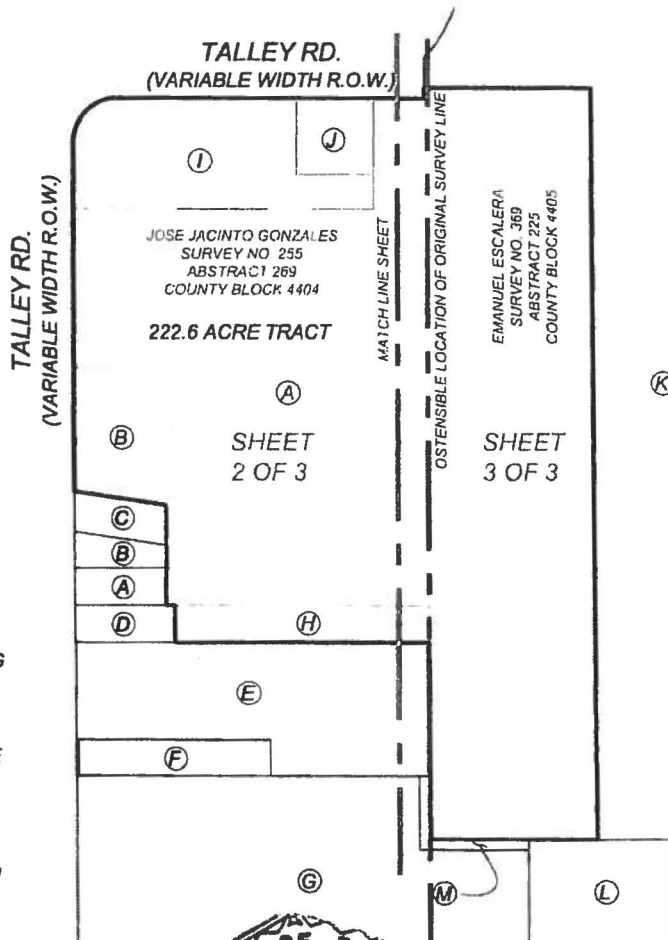 TALLEY RD.
(VARIABLE WIDTH R.O.W.)
TALLEY RD.
(VARIABLE WIDTH R.O.W.)
I
J
JOSE JACINTO GONZALES
SURVEY NO. 255
ABSTRACT 269
COUNTY BLOCK 4404
222.6 ACRE TRACT
MATCH LINE SHEET
OSTENSIBLE LOCATION OF ORIGINAL SURVEY LINE
EMANUEL ESCALERA
SURVEY NO. 369
ABSTRACT 225
COUNTY BLOCK 4405
K
A
B
SHEET
2 OF 3
SHEET
3 OF 3
C
B
A
D
H
E
F
G
M
L